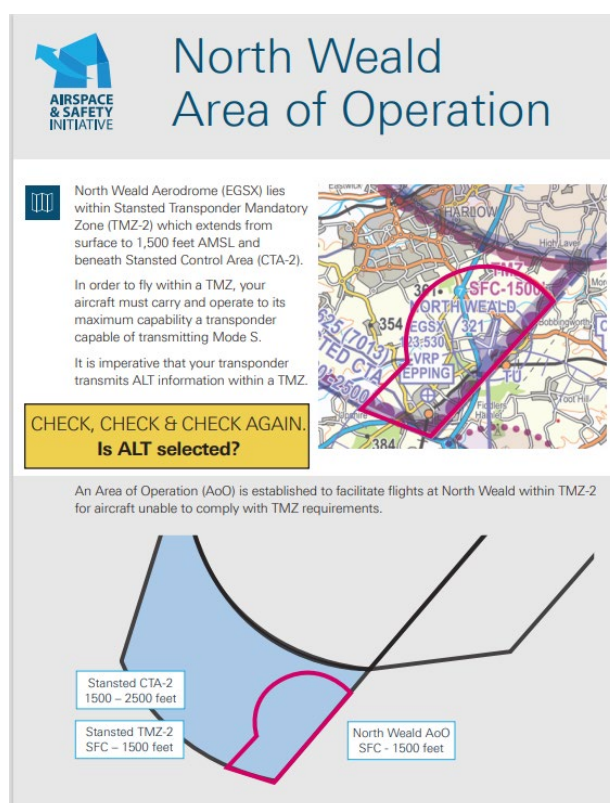 North Weald
Area of Operation
AIRSPACE
& SAFETY
INITIATIVE
North Weald Aerodrome (EGSX) lies
within Stansted Transponder Mandatory
Zone (TMZ-2) which extends from
surface to 1,500 feet AMSL and
beneath Stansted Control Area (CTA-2).
In order to fly within a TMZ, your
aircraft must carry and operate to its
maximum capability a transponder
capable of transmitting Mode S.
It is imperative that your transponder
transmits ALT information within a TMZ.
CHECK, CHECK & CHECK AGAIN.
Is ALT selected?
HARLOW
High Laver
TMZ
SFC-1500
361
NORTH WEALD
354
EGSX 321
123.530
VRP
EPPING
Bobbingworth
Toot Hill
Fiddlers
Hamlet
384
An Area of Operation (AoO) is established to facilitate flights at North Weald within TMZ-2
for aircraft unable to comply with TMZ requirements.
Stansted CTA-2
1500 – 2500 feet
Stansted TMZ-2
SFC – 1500 feet
North Weald AoO
SFC - 1500 feet